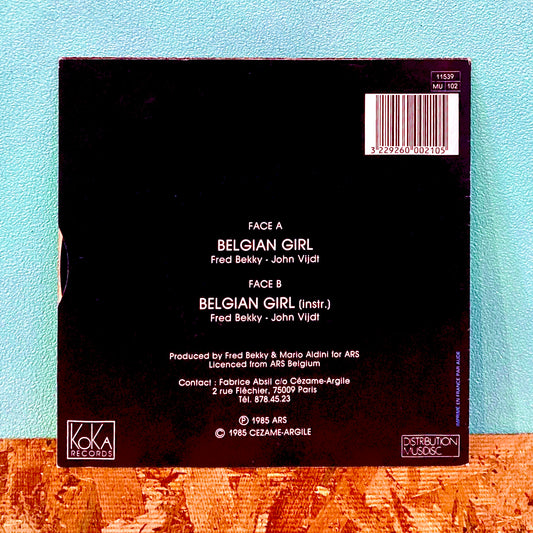 11539
MU 102
3 229260 002105
FACE A
BELGIAN GIRL
Fred Bekky - John Vijdt
FACE B
BELGIAN GIRL (instr.)
Fred Bekky - John Vijdt
Produced by Fred Bekky & Mario Aldini for ARS
Licenced from ARS Belgium
Contact : Fabrice Absil c/o Cézame-Argile
2 rue Fléchier, 75009 Paris
Tél. 878.45.23
Ⓟ 1985 ARS
© 1985 CEZAME-ARGILE
KOKA
RECORDS
DISTRIBUTION
MUSIDISC
IMPRIMÉ EN FRANCE PAR AUDE